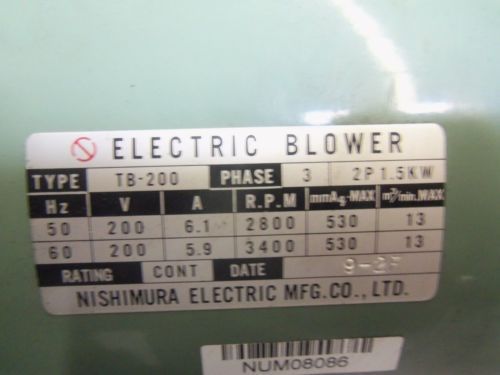 ELECTRIC BLOWER
TYPE TB-200 PHASE 3 2P 1.5KW
Hz V A R.P.M mmAq-MAX m³/min.MAX
50 200 6.1 2800 530 13
60 200 5.9 3400 530 13
RATING CONT DATE
NISHIMURA ELECTRIC MFG.CO., LTD.
NUM08086